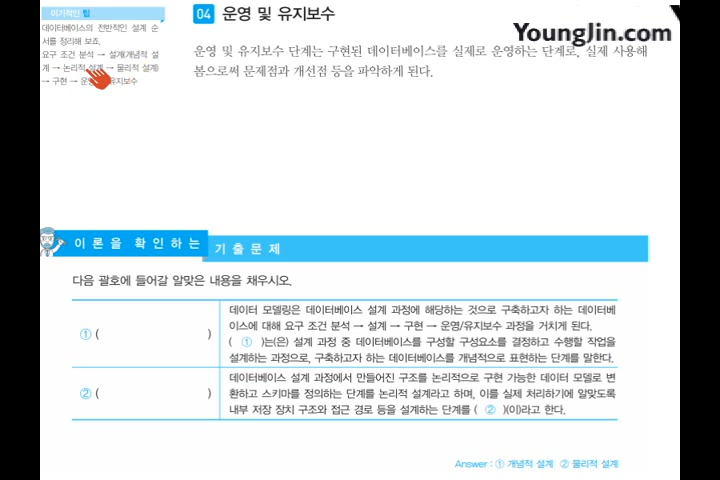 이기적인 팁
데이터베이스의 전반적인 설계 순
서를 정리해 보죠.
요구 조건 분석 → 설계(개념적 설
계 → 논리적 설계 → 물리적 설계)
→ 구현 → 운영 및 유지보수
04 운영 및 유지보수
YoungJin.com
운영 및 유지보수 단계는 구현된 데이터베이스를 실제로 운영하는 단계로, 실제 사용해
봄으로써 문제점과 개선점 등을 파악하게 된다.
이론을 확인하는 기출문제
다음 괄호에 들어갈 알맞은 내용을 채우시오.
① ( )
데이터 모델링은 데이터베이스 설계 과정에 해당하는 것으로 구축하고자 하는 데이터베
이스에 대해 요구 조건 분석 → 설계 → 구현 → 운영/유지보수 과정을 거치게 된다.
( ① )는(은) 설계 과정 중 데이터베이스를 구성할 구성요소를 결정하고 수행할 작업을
설계하는 과정으로, 구축하고자 하는 데이터베이스를 개념적으로 표현하는 단계를 말한다.
② ( )
데이터베이스 설계 과정에서 만들어진 구조를 논리적으로 구현 가능한 데이터 모델로 변
환하고 스키마를 정의하는 단계를 논리적 설계라고 하며, 이를 실제 처리하기에 알맞도록
내부 저장 장치 구조와 접근 경로 등을 설계하는 단계를 ( ② )(이)라고 한다.
Answer : ① 개념적 설계 ② 물리적 설계